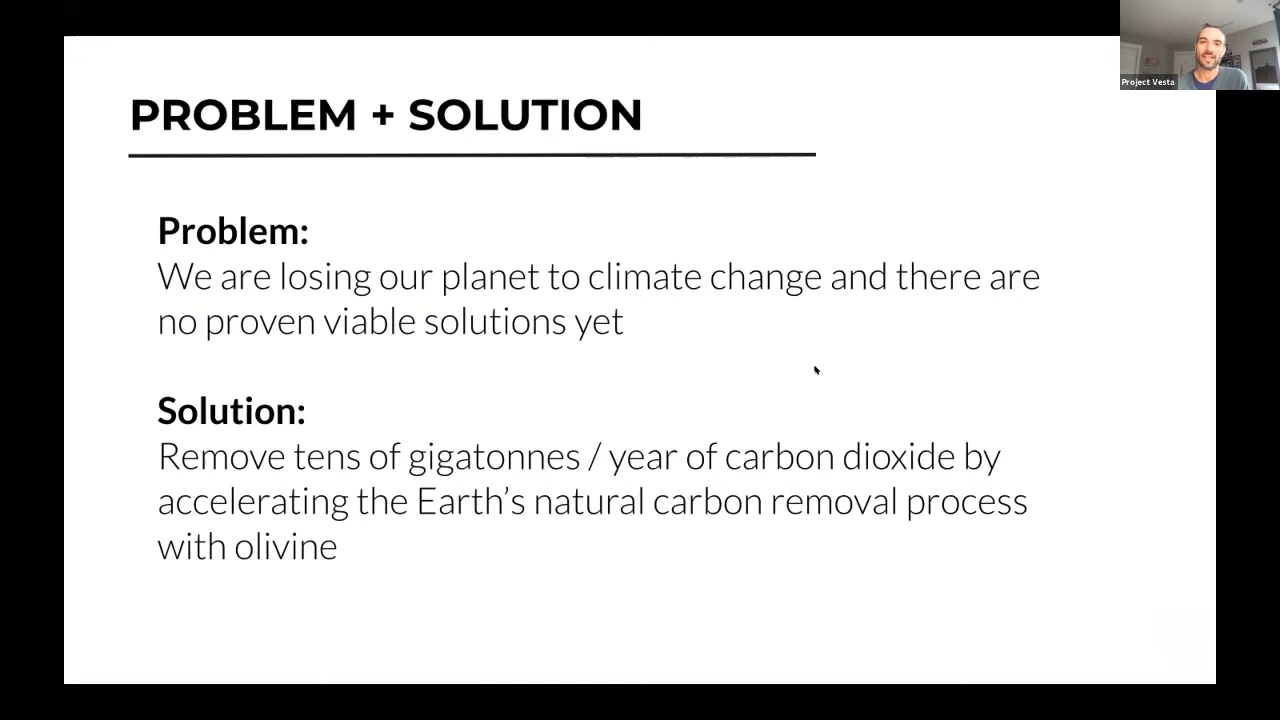 Project Vesta
PROBLEM + SOLUTION
Problem:
We are losing our planet to climate change and there are
no proven viable solutions yet
Solution:
Remove tens of gigatonnes / year of carbon dioxide by
accelerating the Earth’s natural carbon removal process
with olivine